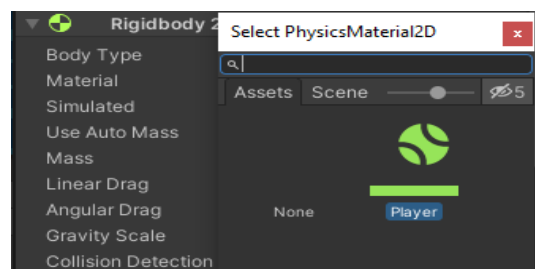 Rigidbody 2
Body Type
Material
Simulated
Use Auto Mass
Mass
Linear Drag
Angular Drag
Gravity Scale
Collision Detection
Select PhysicsMaterial2D
x
Assets Scene 5
None Player